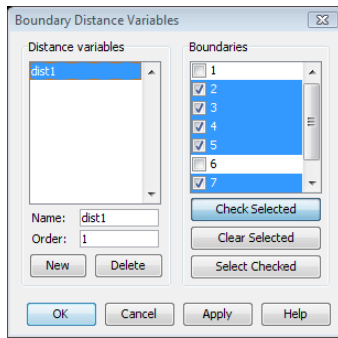 Boundary Distance Variables
Distance variables
dist1
Name: dist1
Order: 1
New Delete
Boundaries
1
2
3
4
5
6
7
Check Selected
Clear Selected
Select Checked
OK Cancel Apply Help